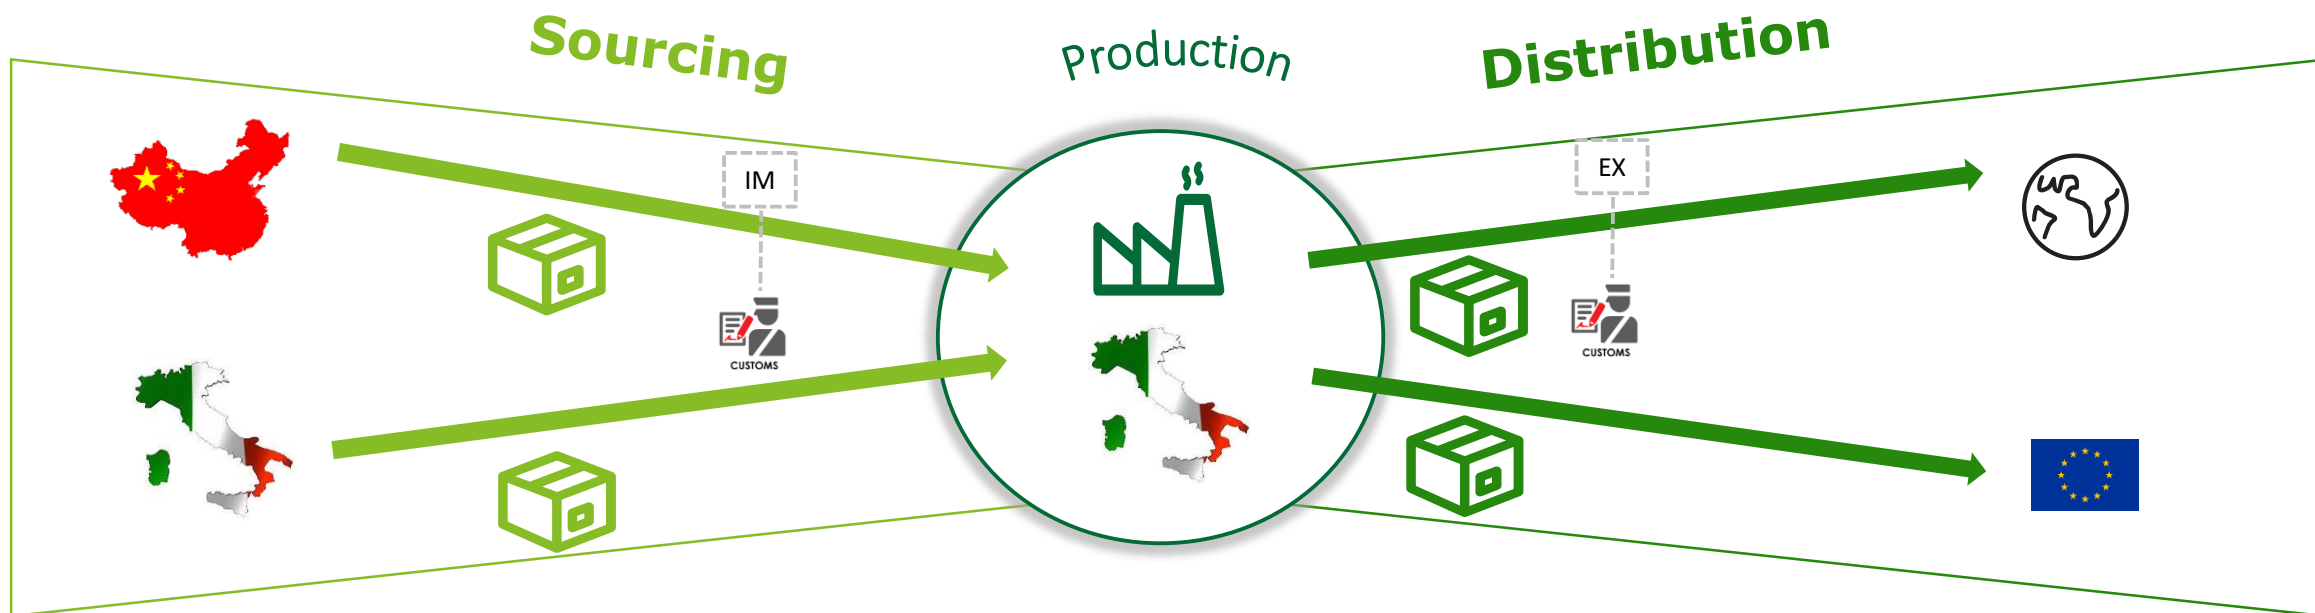 Sourcing
Production
Distribution
IM
EX
CUSTOMS
CUSTOMS